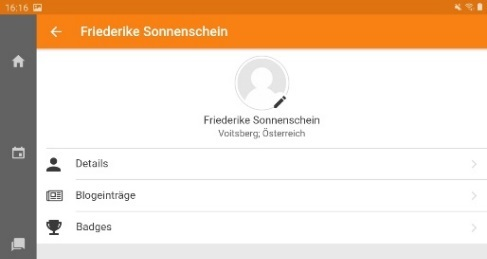 16:16
Friederike Sonnenschein
Friederike Sonnenschein
Voitsberg, Österreich
Details
Blogeinträge
Badges